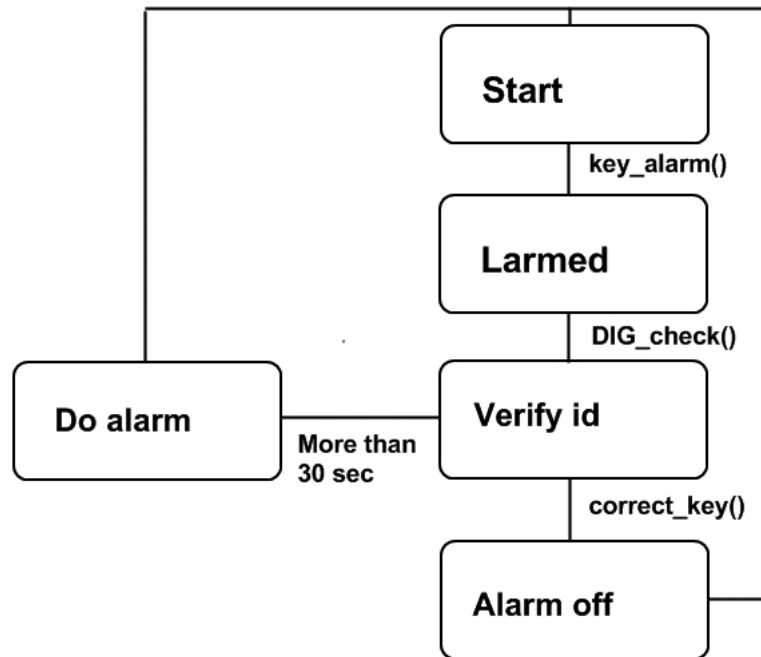 Start
key_alarm()
Larmed
DIG_check()
Do alarm
Verify id
More than
30 sec
correct_key()
Alarm off